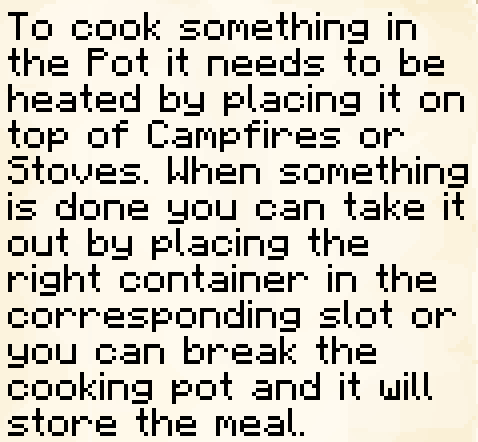 To cook something in
the Pot it needs to be
heated by placing it on
top of Campfires or
Stoves. When something
is done you can take it
out by placing the
right container in the
corresponding slot or
you can break the
cooking pot and it will
store the meal.